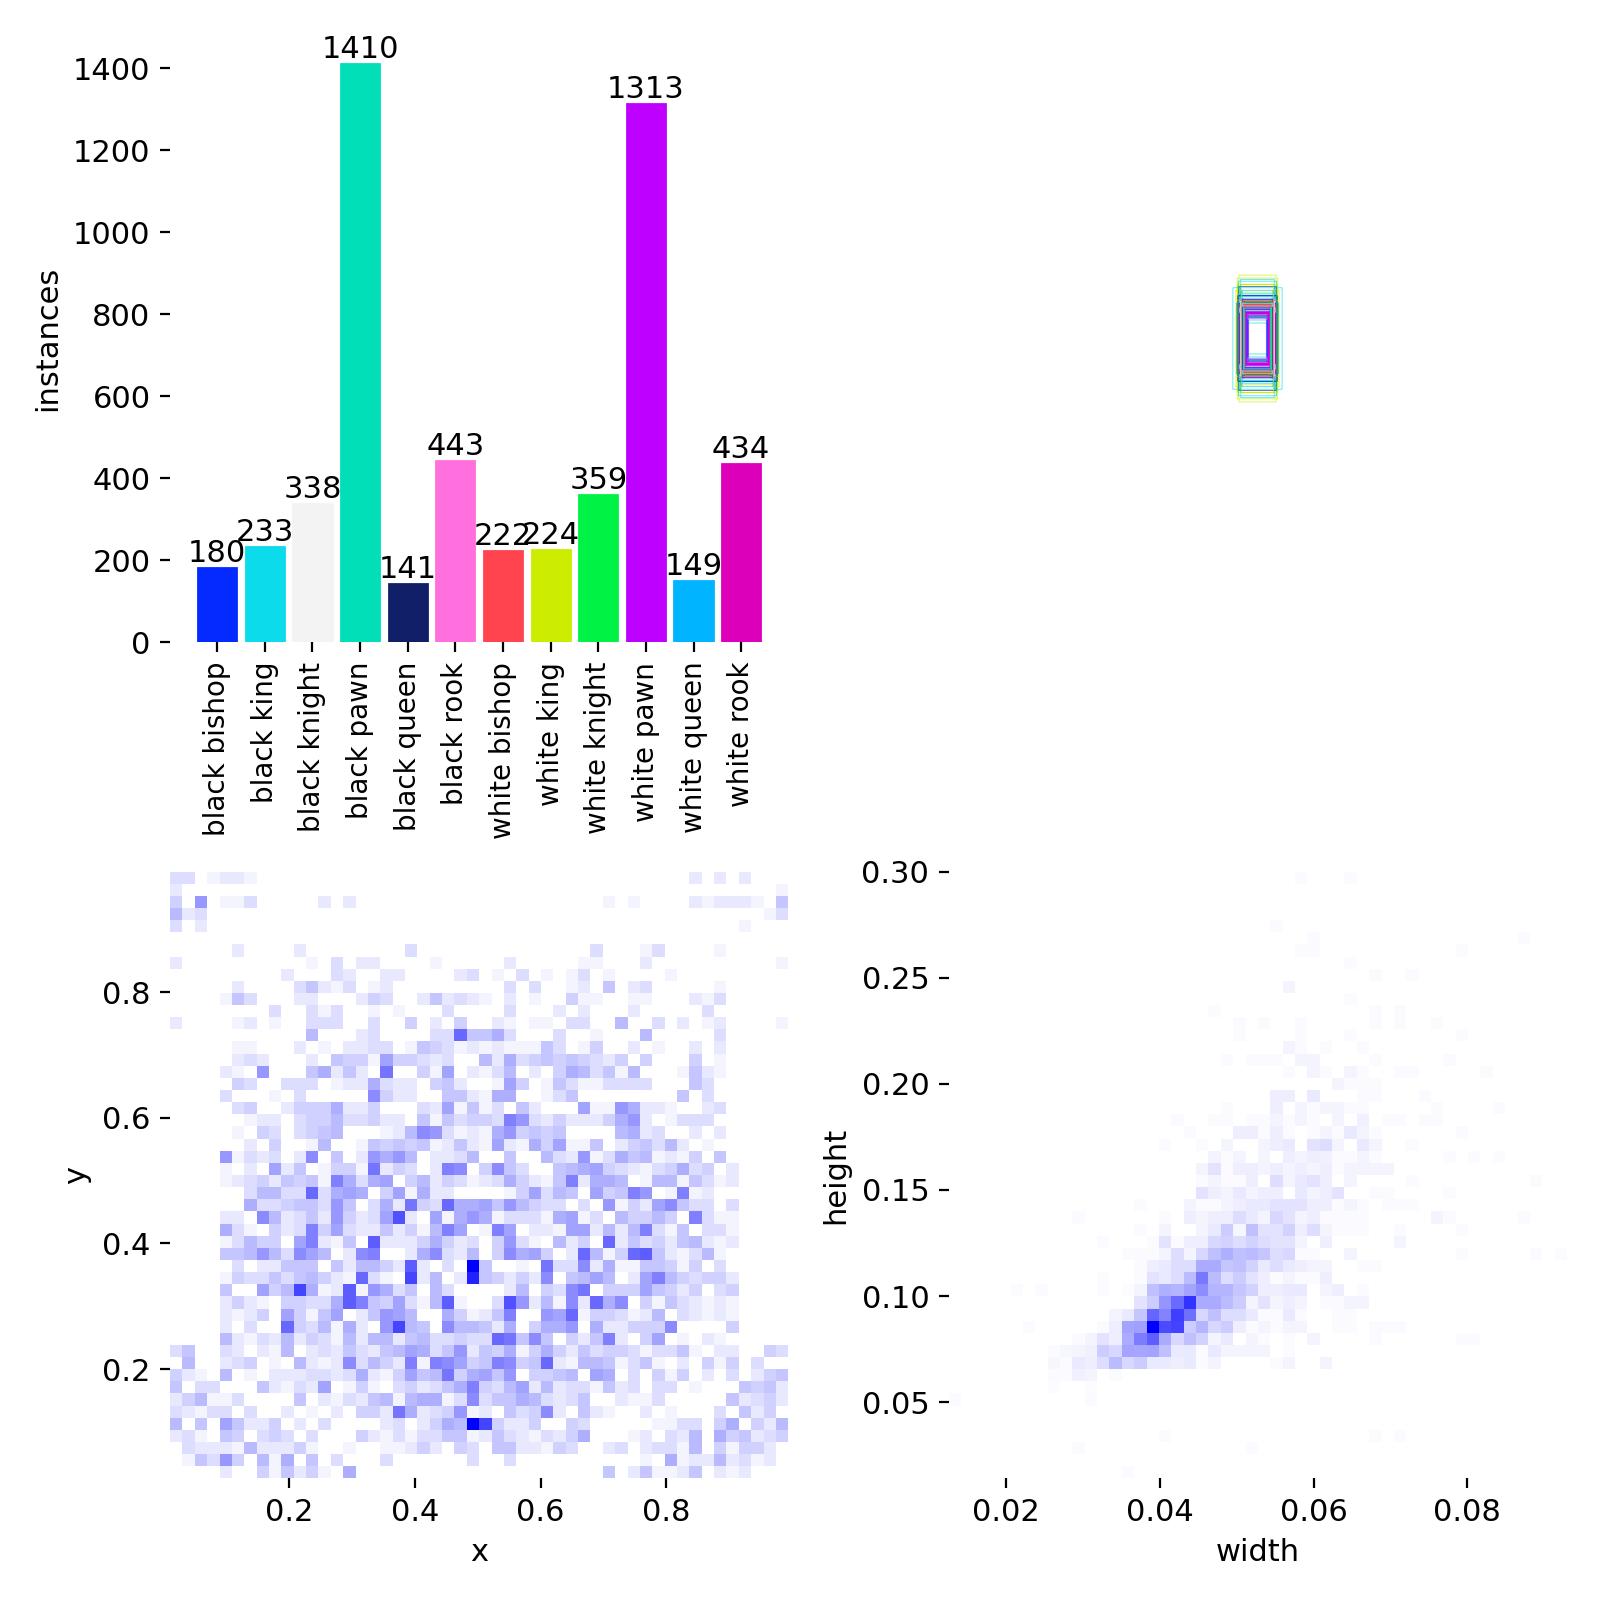 1410
1400
1313
1200
1000
800
600
443
434
400
338
359
233
222
224
200
180
141
149
0
instances
black bishop
black king
black knight
black pawn
black queen
black rook
white bishop
white king
white knight
white pawn
white queen
white rook
0.8
0.6
0.4
0.2
y
0.2 0.4 0.6 0.8
x
0.30
0.25
0.20
0.15
0.10
0.05
height
0.02 0.04 0.06 0.08
width